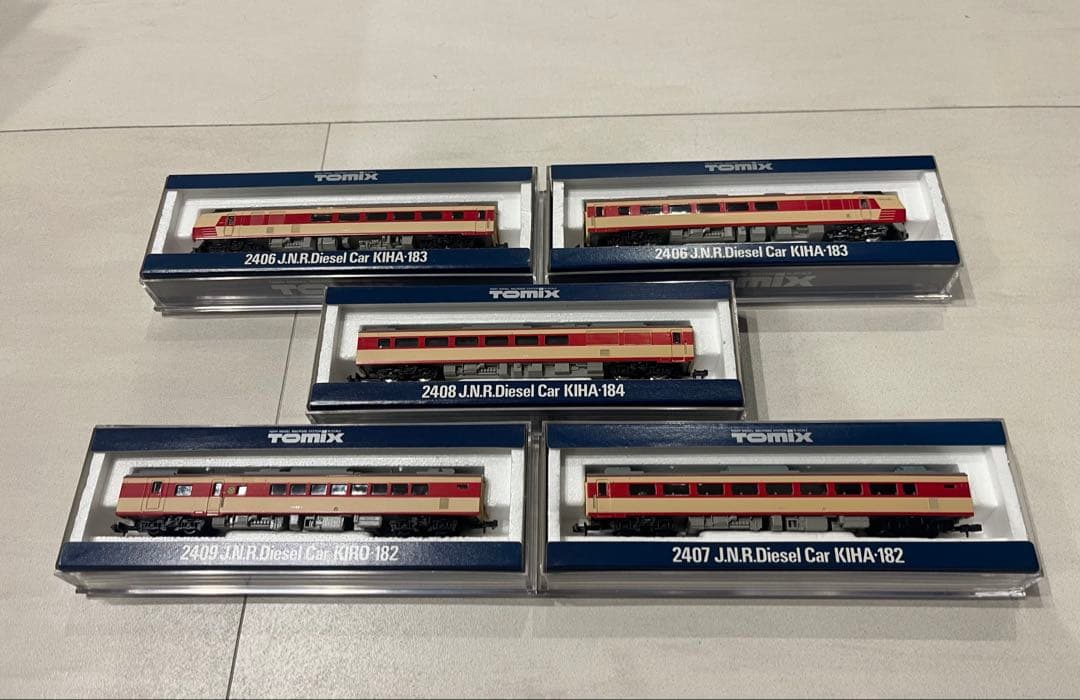 TOMIX
2406 J.N.R.Diesel Car KIHA·183
TOMIX
2406 J.N.R.Diesel Car KIHA·183
TOMIX
2408 J.N.R.Diesel Car KIHA·184
TOMIX
2409 J.N.R.Diesel Car KIRO·182
TOMIX
2407 J.N.R.Diesel Car KIHA·182